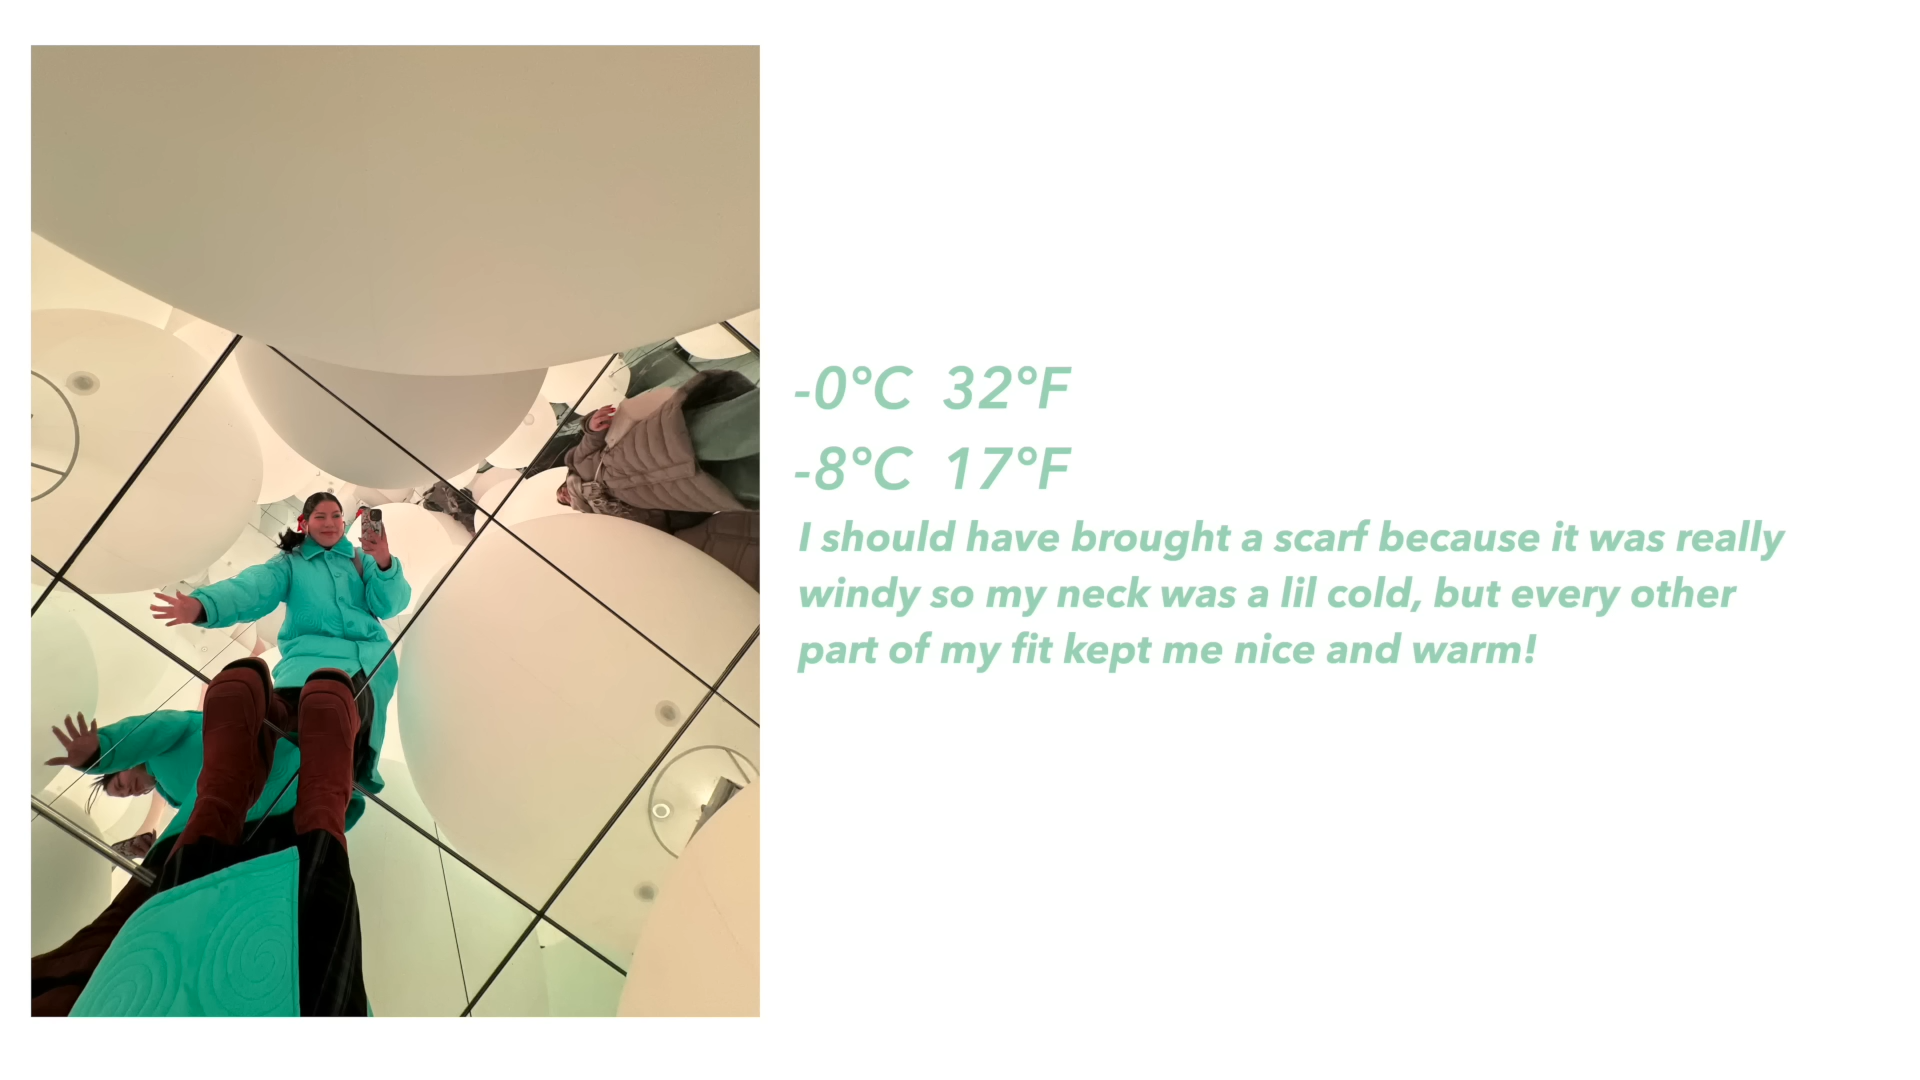 -0°C 32°F
-8°C 17°F
I should have brought a scarf because it was really
windy so my neck was a lil cold, but every other
part of my fit kept me nice and warm!